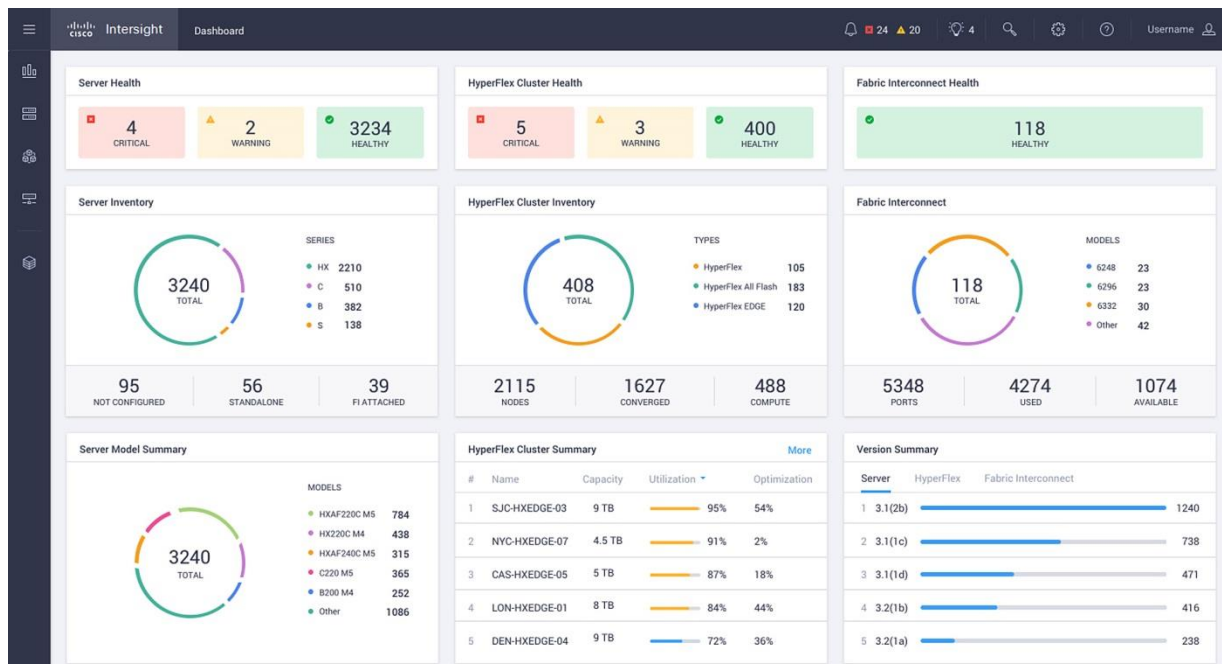 cisco Intersight Dashboard 24 20 4 Username
Server Health
4
CRITICAL
2
WARNING
3234
HEALTHY
HyperFlex Cluster Health
5
CRITICAL
3
WARNING
400
HEALTHY
Fabric Interconnect Health
118
HEALTHY
Server Inventory
3240
TOTAL
SERIES
HX 2210
C 510
B 382
S 138
95
NOT CONFIGURED
56
STANDALONE
39
FI ATTACHED
HyperFlex Cluster Inventory
408
TOTAL
TYPES
HyperFlex 105
HyperFlex All Flash 183
HyperFlex EDGE 120
2115
NODES
1627
CONVERGED
488
COMPUTE
Fabric Interconnect
118
TOTAL
MODELS
6248 23
6296 23
6332 30
Other 42
5348
PORTS
4274
USED
1074
AVAILABLE
Server Model Summary
3240
TOTAL
MODELS
HXAF220C M5 784
HX220C M4 438
HXAF240C M5 315
C220 M5 365
B200 M4 252
Other 1086
HyperFlex Cluster Summary More
# Name Capacity Utilization Optimization
1 SJC-HXEDGE-03 9 TB 95% 54%
2 NYC-HXEDGE-07 4.5 TB 91% 2%
3 CAS-HXEDGE-05 5 TB 87% 18%
4 LON-HXEDGE-01 8 TB 84% 44%
5 DEN-HXEDGE-04 9 TB 72% 36%
Version Summary
Server HyperFlex Fabric Interconnect
1 3.1(2b) 1240
2 3.1(1c) 738
3 3.1(1d) 471
4 3.2(1b) 416
5 3.2(1a) 238